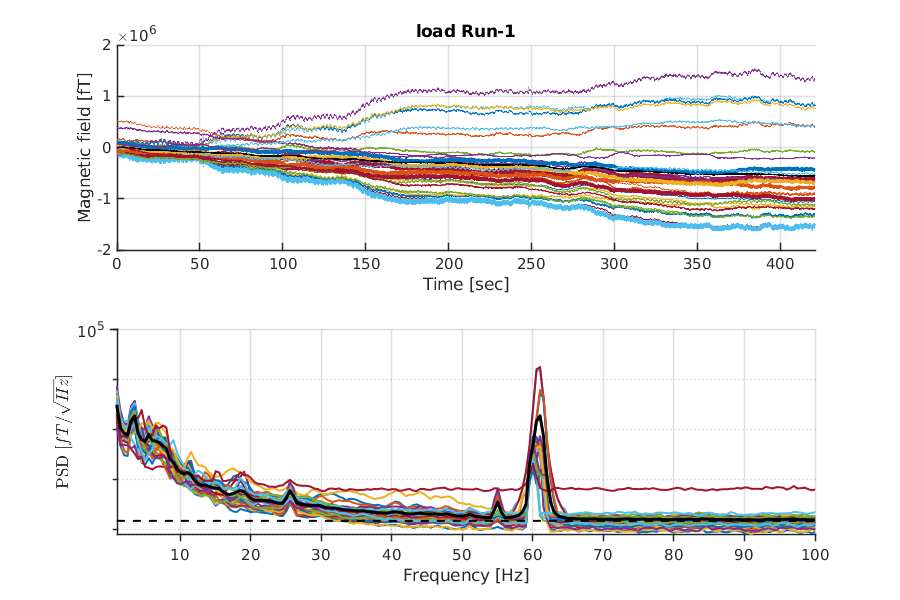 load Run-1
×10^6
2
1
0
-1
-2
Magnetic ffield [fT]
0 50 100 150 200 250 300 350 400
Time [sec]
10^5
PSD [fT/√Hz]
10 20 30 40 50 60 70 80 90 100
Frequency [Hz]